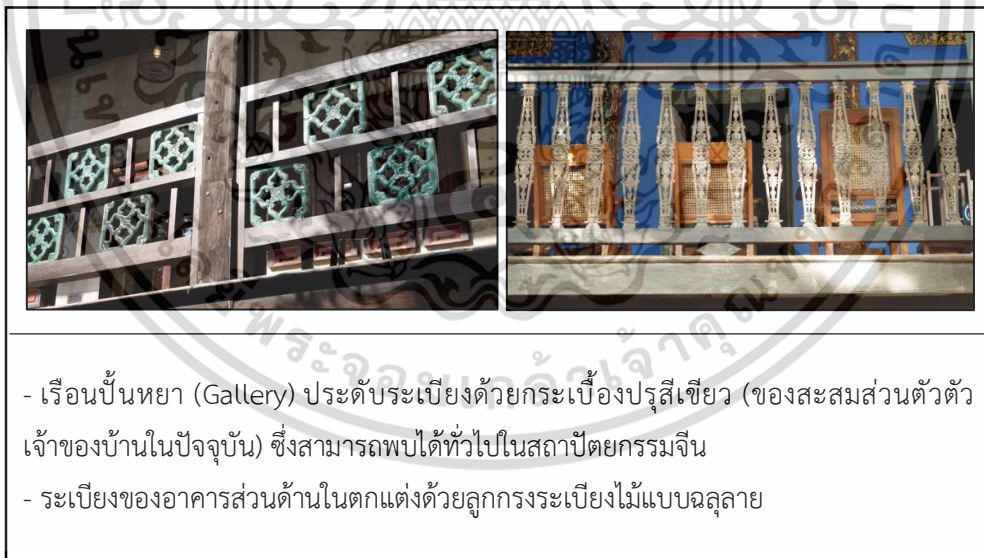 - เรือนปั้นหยา (Gallery) ประดับระเบียงด้วยกระเบื้องปรุสีเขียว (ของสะสมส่วนตัวตัว
เจ้าของบ้านในปัจจุบัน) ซึ่งสามารถพบได้ทั่วไปในสถาปัตยกรรมจีน
- ระเบียงของอาคารส่วนด้านในตกแต่งด้วยลูกกรงระเบียงไม้แบบฉลุลาย